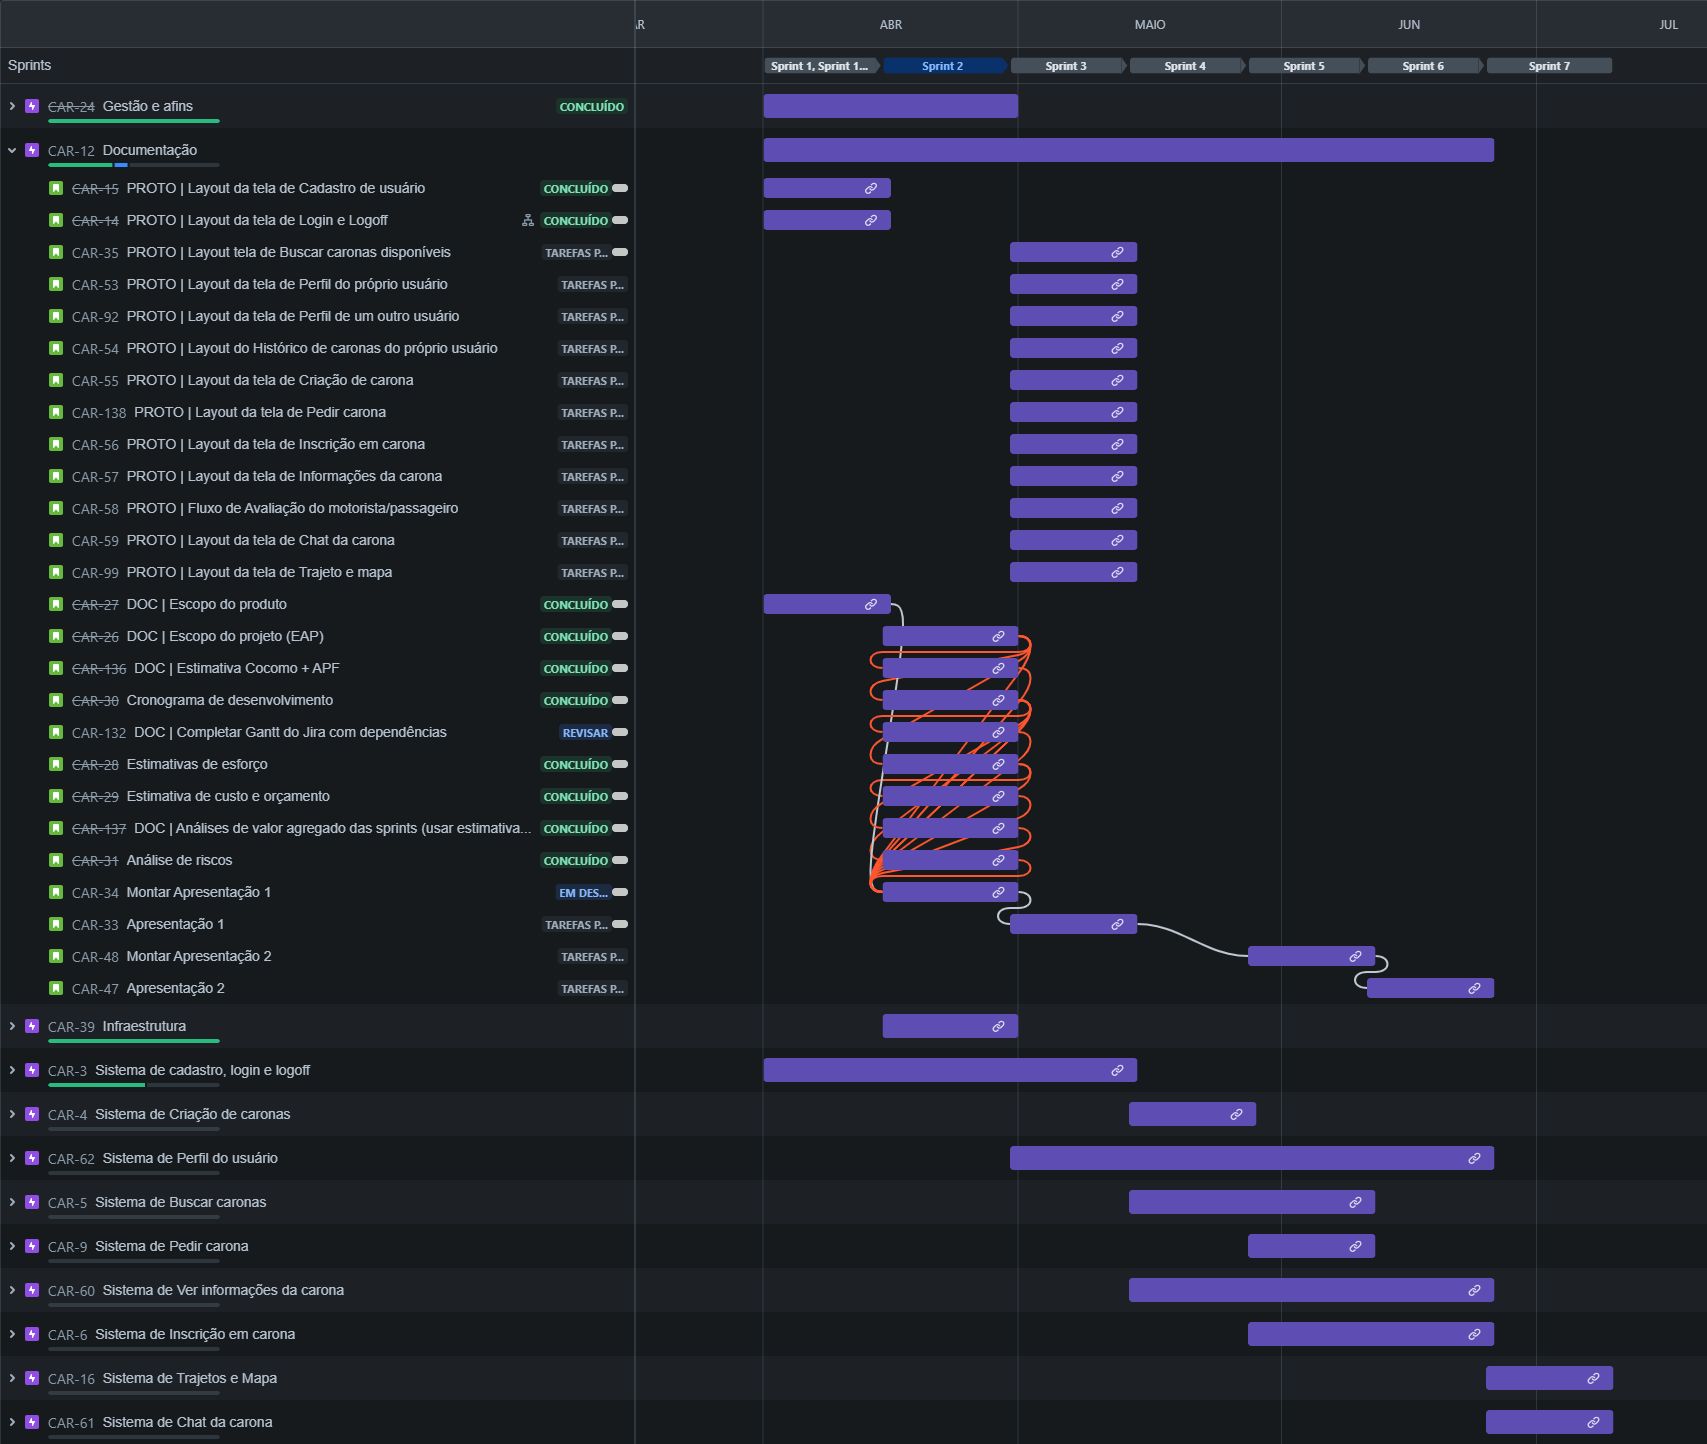 AR ABR MAIO JUN JUL
Sprints Sprint 1, Sprint 1... Sprint 2 Sprint 3 Sprint 4 Sprint 5 Sprint 6 Sprint 7
CAR-24 Gestão e afins CONCLUÍDO
CAR-12 Documentação
CAR-15 PROTO | Layout da tela de Cadastro de usuário CONCLUÍDO
CAR-14 PROTO | Layout da tela de Login e Logoff CONCLUÍDO
CAR-35 PROTO | Layout tela de Buscar caronas disponíveis TAREFAS P...
CAR-53 PROTO | Layout da tela de Perfil do próprio usuário TAREFAS P...
CAR-92 PROTO | Layout da tela de Perfil de um outro usuário TAREFAS P...
CAR-54 PROTO | Layout do Histórico de caronas do próprio usuário TAREFAS P...
CAR-55 PROTO | Layout da tela de Criação de carona TAREFAS P...
CAR-138 PROTO | Layout da tela de Pedir carona TAREFAS P...
CAR-56 PROTO | Layout da tela de Inscrição em carona TAREFAS P...
CAR-57 PROTO | Layout da tela de Informações da carona TAREFAS P...
CAR-58 PROTO | Fluxo de Avaliação do motorista/passageiro TAREFAS P...
CAR-59 PROTO | Layout da tela de Chat da carona TAREFAS P...
CAR-99 PROTO | Layout da tela de Trajeto e mapa TAREFAS P...
CAR-27 DOC | Escopo do produto CONCLUÍDO
CAR-26 DOC | Escopo do projeto (EAP) CONCLUÍDO
CAR-136 DOC | Estimativa Cocomo + APF CONCLUÍDO
CAR-30 Cronograma de desenvolvimento CONCLUÍDO
CAR-132 DOC | Completar Gantt do Jira com dependências REVISAR
CAR-28 Estimativas de esforço CONCLUÍDO
CAR-29 Estimativa de custo e orçamento CONCLUÍDO
CAR-137 DOC | Análises de valor agregado das sprints (usar estimativa... CONCLUÍDO
CAR-31 Análise de riscos CONCLUÍDO
CAR-34 Montar Apresentação 1 EM DES...
CAR-33 Apresentação 1 TAREFAS P...
CAR-48 Montar Apresentação 2 TAREFAS P...
CAR-47 Apresentação 2 TAREFAS P...
CAR-39 Infraestrutura
CAR-3 Sistema de cadastro, login e logoff
CAR-4 Sistema de Criação de caronas
CAR-62 Sistema de Perfil do usuário
CAR-5 Sistema de Buscar caronas
CAR-9 Sistema de Pedir carona
CAR-60 Sistema de Ver informações da carona
CAR-6 Sistema de Inscrição em carona
CAR-16 Sistema de Trajetos e Mapa
CAR-61 Sistema de Chat da carona